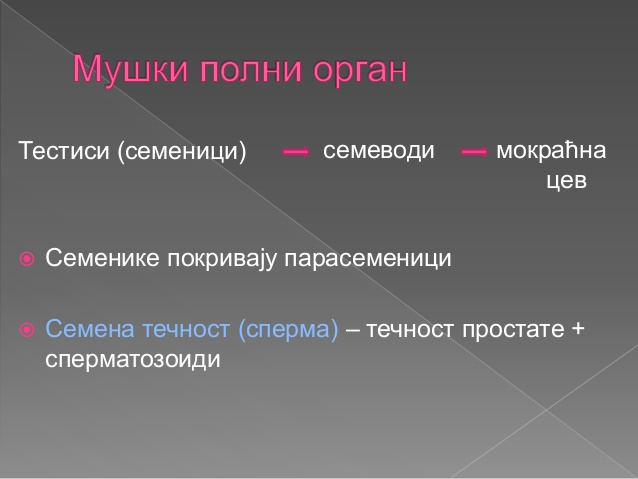 Мушки полни орган
Тестиси (семеници) — семеводи — мокраћна
цев
Семенике покривају парасеменици
Семена течност (сперма) – течност простате +
сперматозоиди